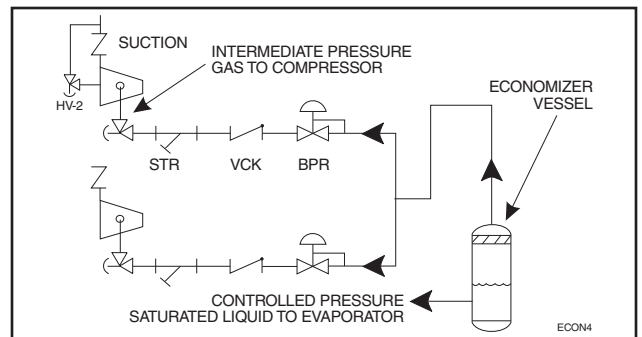 SUCTION
INTERMEDIATE PRESSURE
GAS TO COMPRESSOR
HV-2
ECONOMIZER
VESSEL
STR
VCK
BPR
CONTROLLED PRESSURE
SATURATED LIQUID TO EVAPORATOR
ECON4